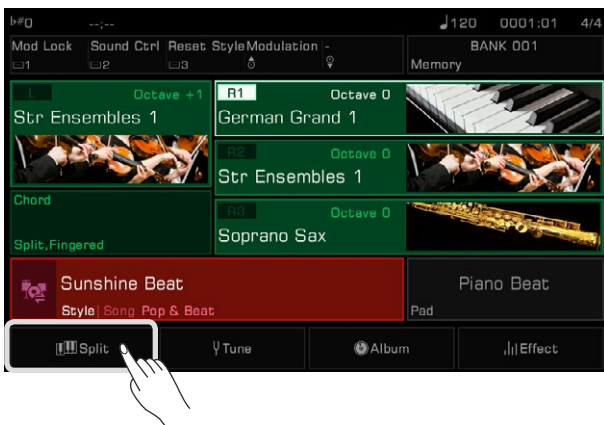 ♭#0 --;-- ♩120 0001:01 4/4
Mod Lock Sound Ctrl Reset StyleModulation - BANK 001
1 2 3 Memory
L Octave +1
Str Ensembles 1
R1 Octave 0
German Grand 1
R2 Octave 0
Str Ensembles 1
R3 Octave 0
Soprano Sax
Chord
Split,Fingered
Sunshine Beat
Style| Song Pop & Beat
Piano Beat
Pad
Split Tune Album Effect